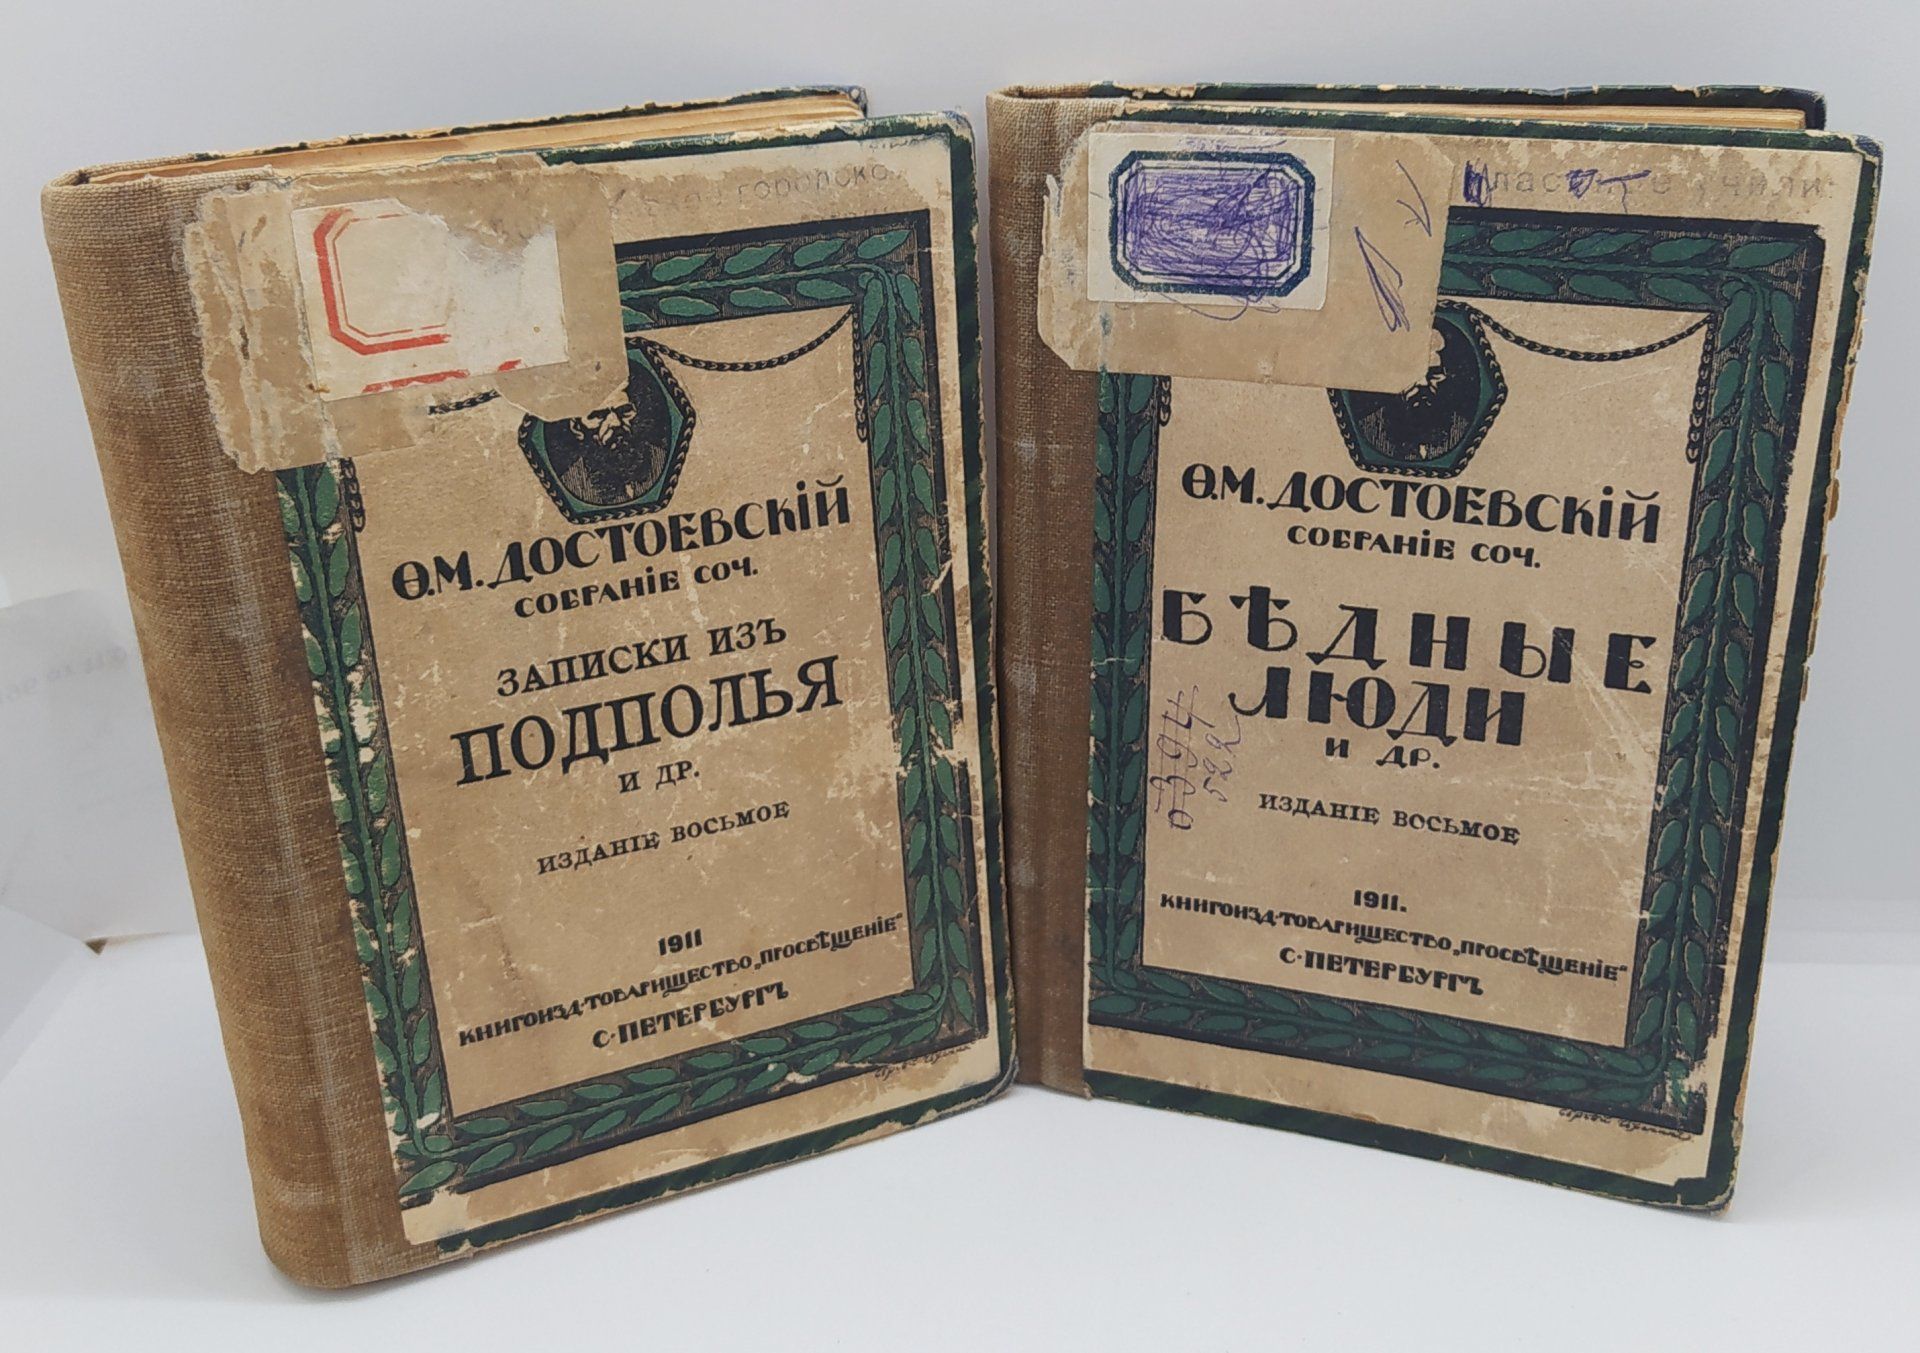 Ѳ.М. ДОСТОЕВСКІЙ
СОБРАНІЕ СОЧ.
ЗАПИСКИ ИЗЪ
ПОДПОЛЬЯ
И ДР.
ИЗДАНІЕ ВОСЬМОЕ
1911
КНИГОИЗД-ТОВАРИЩЕСТВО „ПРОСВѢЩЕНІЕ“
С-ПЕТЕРБУРГЪ
Ѳ.М. ДОСТОЕВСКІЙ
СОБРАНІЕ СОЧ.
БѢДНЫЕ
ЛЮДИ
И ДР.
522
ИЗДАНІЕ ВОСЬМОЕ
1911.
КНИГОИЗД-ТОВАРИЩЕСТВО „ПРОСВѢЩЕНІЕ“
С-ПЕТЕРБУРГЪ